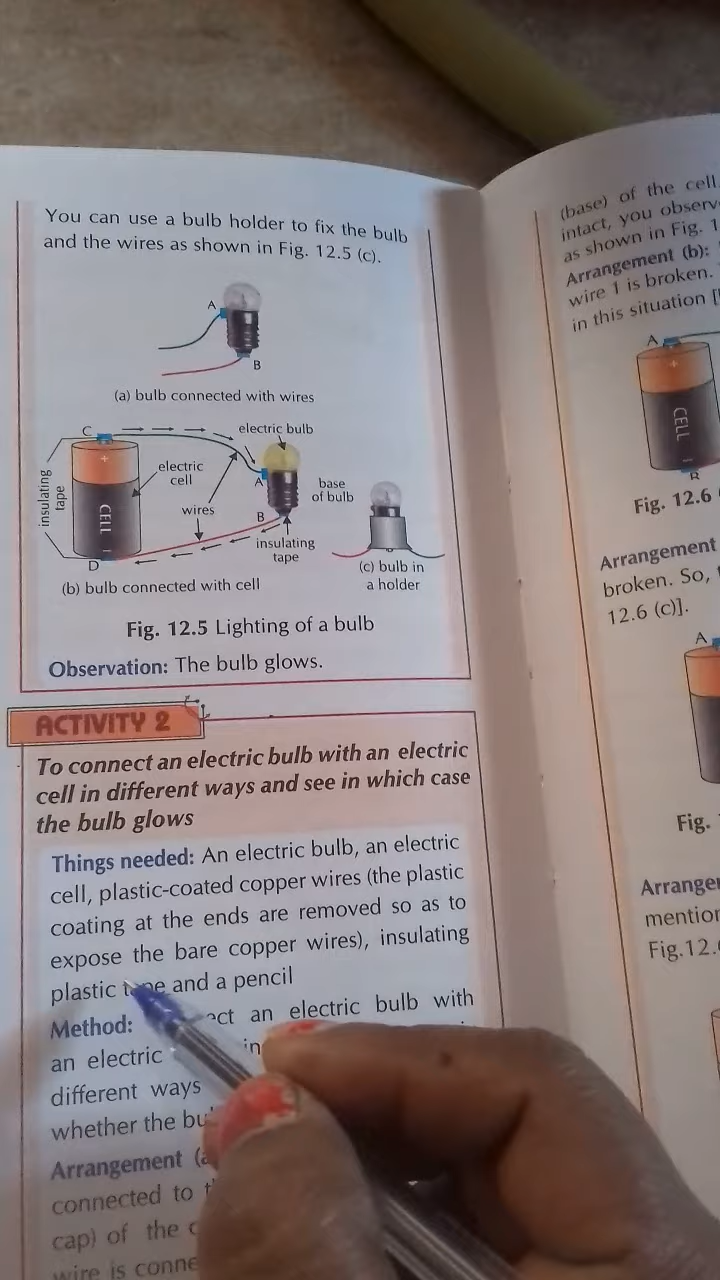 You can use a bulb holder to fix the bulb
and the wires as shown in Fig. 12.5 (c).
A
B
(a) bulb connected with wires
C
electric bulb
insulating
tape
+
electric
cell
CELL
wires
A
B
base
of bulb
insulating
tape
D
(b) bulb connected with cell
(c) bulb in
a holder
Fig. 12.5 Lighting of a bulb
Observation: The bulb glows.
ACTIVITY 2
To connect an electric bulb with an electric
cell in different ways and see in which case
the bulb glows
Things needed: An electric bulb, an electric
cell, plastic-coated copper wires (the plastic
coating at the ends are removed so as to
expose the bare copper wires), insulating
plastic and a pencil
Method: an electric bulb with
an electric
different ways
whether the
Arrangement
connected to
cap) of the
wire is
(base) of the cell
intact, you
as shown in Fig.
Arrangement (b):
wire 1 is broken.
in this situation
A
+
CELL
Fig. 12.6
Arrangement
broken. So,
12.6 (c)].
A
Fig.
Fig.12.